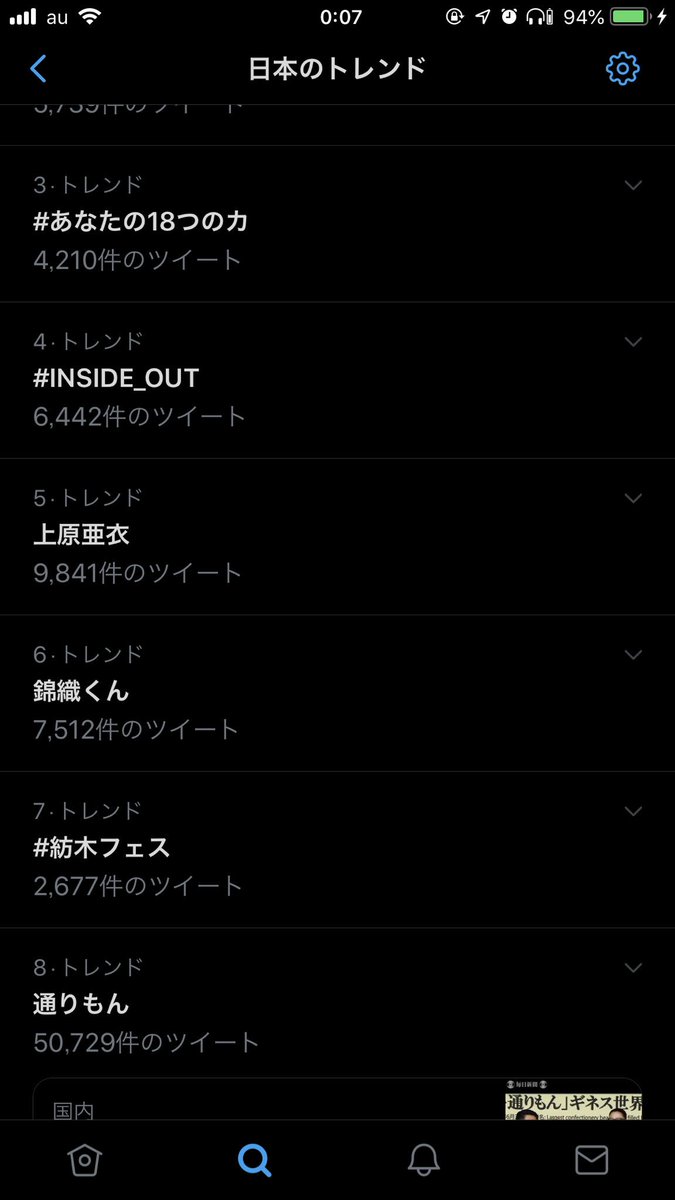 au
0:07
94%
日本のトレンド
5,739件のツイート
3·トレンド
#あなたの18つの力
4,210件のツイート
4·トレンド
#INSIDE_OUT
6,442件のツイート
5·トレンド
上原亜衣
9,841件のツイート
6·トレンド
錦織くん
7,512件のツイート
7·トレンド
#紡木フェス
2,677件のツイート
8·トレンド
通りもん
50,729件のツイート
国内
毎日新聞
通りもん」ギネス世界